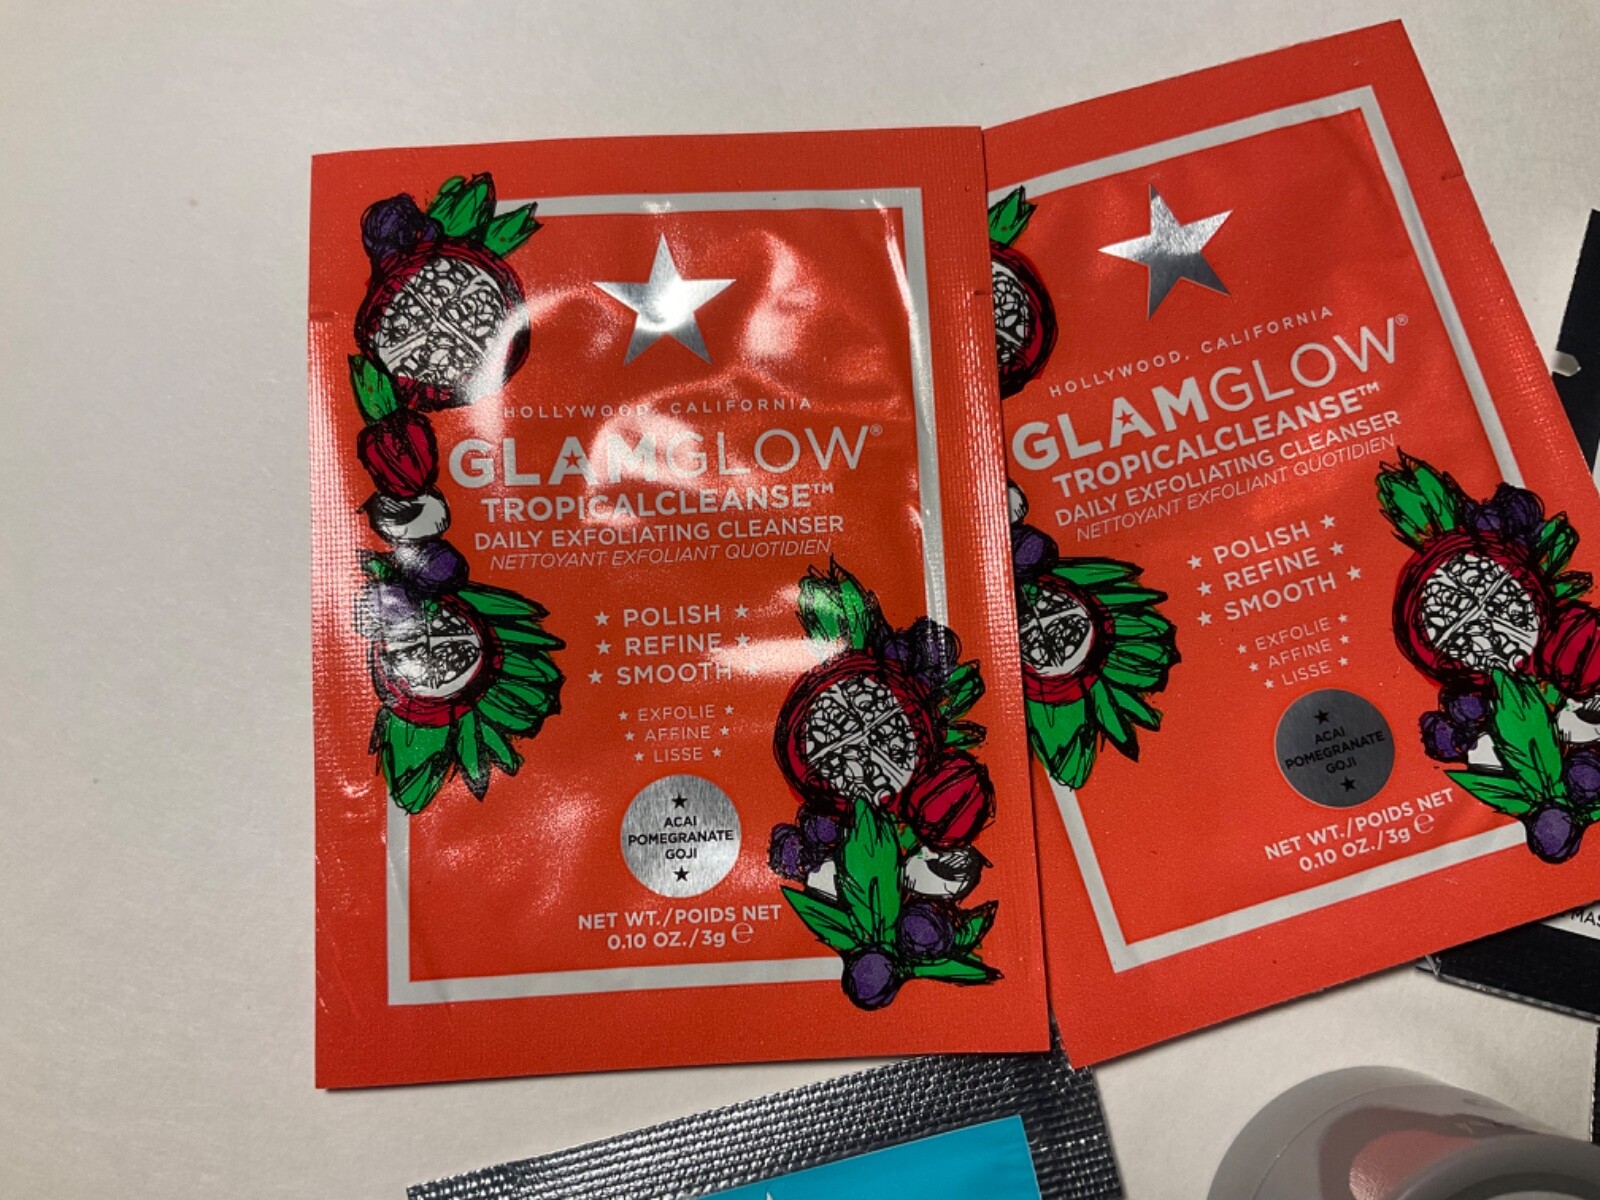 HOLLYWOOD, CALIFORNIA
GLAMGLOW®
TROPICALCLEANSE™
DAILY EXFOLIATING CLEANSER
NETTOYANT EXFOLIANT QUOTIDIEN
★ POLISH ★
★ REFINE ★
★ SMOOTH ★
★ EXFOLIE ★
★ AFFINE ★
★ LISSE ★
★
ACAI
POMEGRANATE
GOJI
★
NET WT./POIDS NET
0.10 OZ./3g ℮
HOLLYWOOD, CALIFORNIA
GLAMGLOW®
TROPICALCLEANSE™
DAILY EXFOLIATING CLEANSER
NETTOYANT EXFOLIANT QUOTIDIEN
★ POLISH ★
★ REFINE ★
★ SMOOTH ★
★ EXFOLIE ★
★ AFFINE ★
★ LISSE ★
★
ACAI
POMEGRANATE
GOJI
★
NET WT./POIDS NET
0.10 OZ./3g ℮